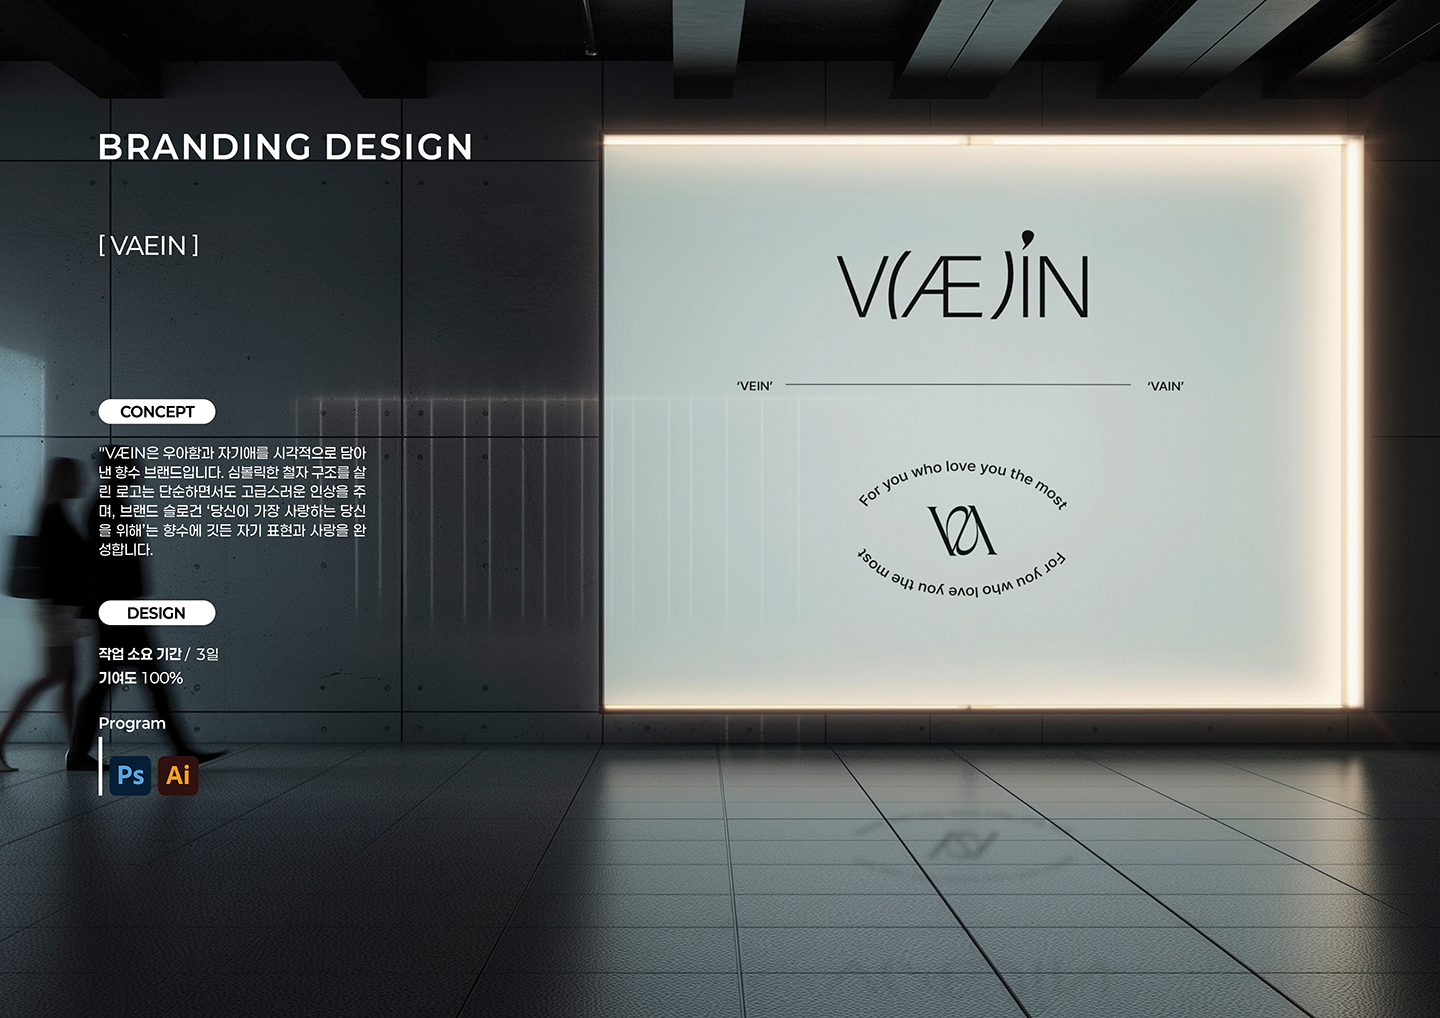 BRANDING DESIGN
[ VAEIN ]
CONCEPT
"VÆIN은 우아함과 자기애를 시각적으로 담아
낸 향수 브랜드입니다. 심볼릭한 철자 구조를 살
린 로고는 단순하면서도 고급스러운 인상을 주
며, 브랜드 슬로건 ‘당신이 가장 사랑하는 당신
을 위해’는 향수에 깃든 자기 표현과 사랑을 완
성합니다.
DESIGN
작업 소요 기간 / 3일
기여도 100%
Program
Ps Ai
V(Æ)IN
‘VEIN’ ‘VAIN’
For you who love you the most
VA
For you who love you the most